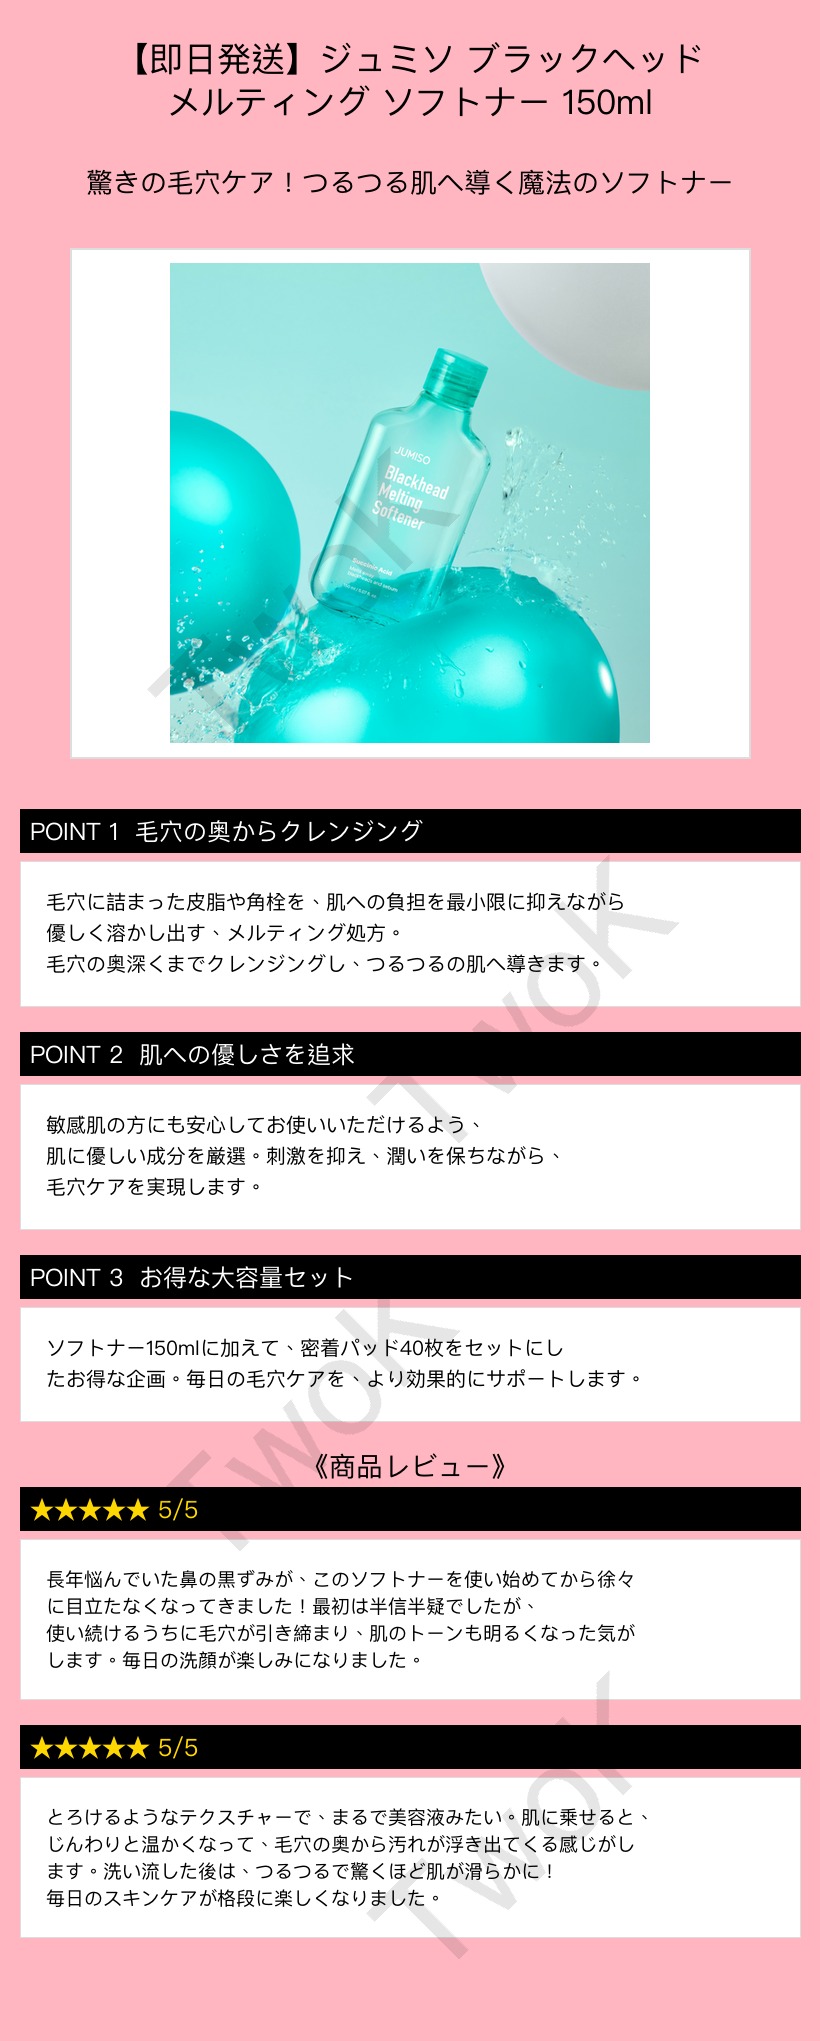 【即日発送】ジュミソ ブラックヘッド
メルティング ソフトナー 150ml
驚きの毛穴ケア！つるつる肌へ導く魔法のソフトナー
JUMISO
Blackhead
Melting
Softener
Succinic Acid
TwoK
POINT 1 毛穴の奥からクレンジング
毛穴に詰まった皮脂や角栓を、肌への負担を最小限に抑えながら
優しく溶かし出す、メルティング処方。
毛穴の奥深くまでクレンジングし、つるつるの肌へ導きます。
TwoK
POINT 2 肌への優しさを追求
敏感肌の方にも安心してお使いいただけるよう、
肌に優しい成分を厳選。刺激を抑え、潤いを保ちながら、
毛穴ケアを実現します。
POINT 3 お得な大容量セット
ソフトナー150mlに加えて、密着パッド40枚をセットにし
たお得な企画。毎日の毛穴ケアを、より効果的にサポートします。
TwoK
《商品レビュー》
★★★★★ 5/5
長年悩んでいた鼻の黒ずみが、このソフトナーを使い始めてから徐々
に目立たなくなってきました！最初は半信半疑でしたが、
使い続けるうちに毛穴が引き締まり、肌のトーンも明るくなった気が
します。毎日の洗顔が楽しみになりました。
★★★★★ 5/5
とろけるようなテクスチャーで、まるで美容液みたい。肌に乗せると、
じんわりと温かくなって、毛穴の奥から汚れが浮き出てくる感じがし
ます。洗い流した後は、つるつるで驚くほど肌が滑らかに！
毎日のスキンケアが格段に楽しくなりました。
TwoK